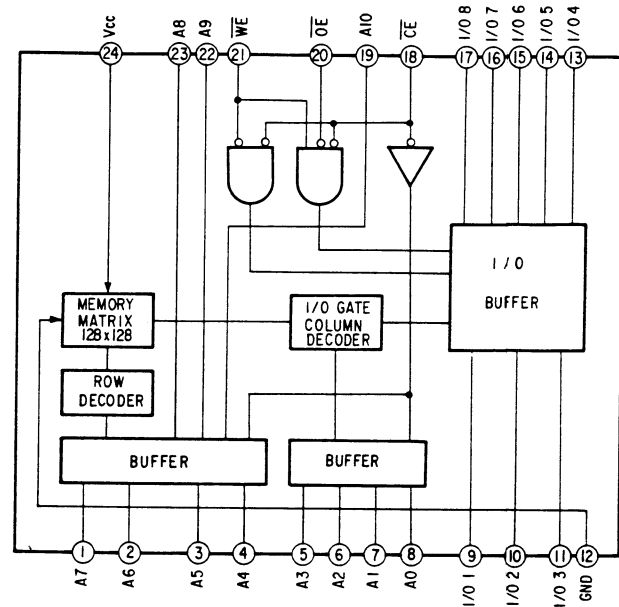 Vcc A8 A9 WE OE A10 CE I/O 8 I/O 7 I/O 6 I/O 5 I/O 4
24 23 22 21 20 19 18 17 16 15 14 13
I/O
BUFFER
MEMORY
MATRIX
128x128
I/O GATE
COLUMN
DECODER
ROW
DECODER
BUFFER
BUFFER
1 2 3 4 5 6 7 8 9 10 11 12
A7 A6 A5 A4 A3 A2 A1 A0 I/O 1 I/O 2 I/O 3 GND